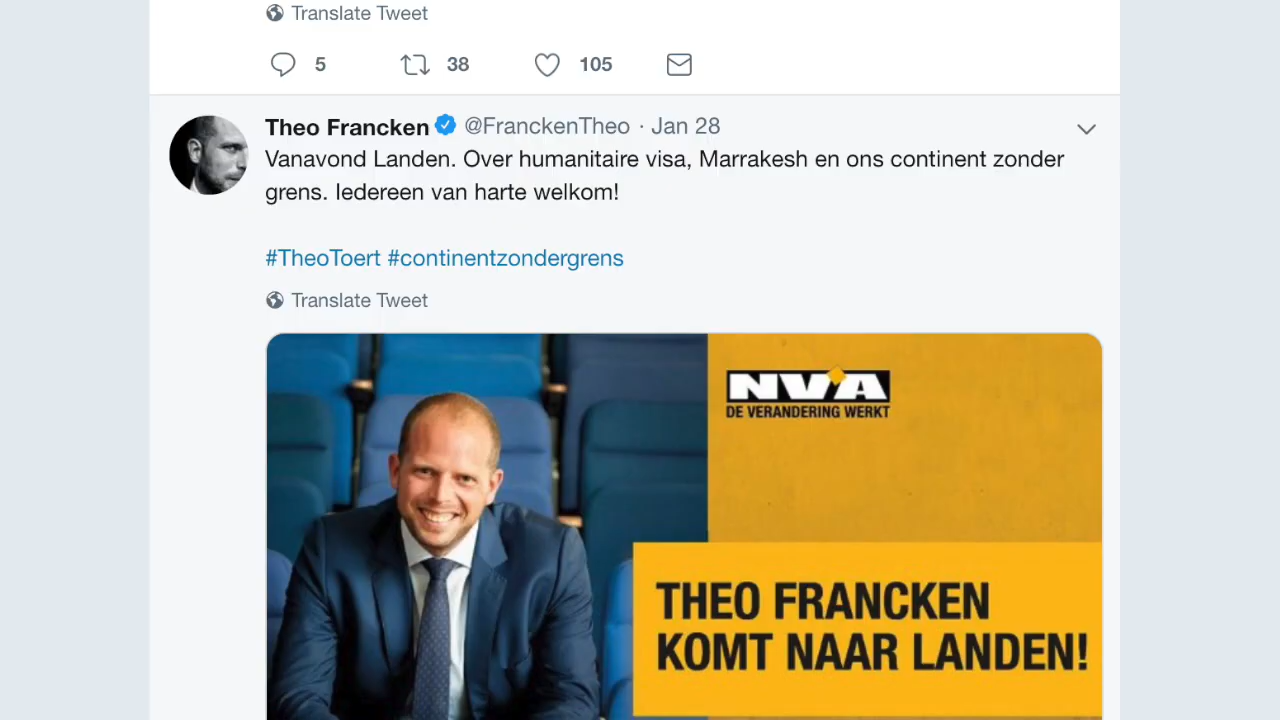 Translate Tweet
5 38 105
Theo Francken @FranckenTheo · Jan 28
Vanavond Landen. Over humanitaire visa, Marrakesh en ons continent zonder
grens. Iedereen van harte welkom!
#TheoToert #continentzondergrens
Translate Tweet
N-VA
DE VERANDERING WERKT
THEO FRANCKEN
KOMT NAAR LANDEN!